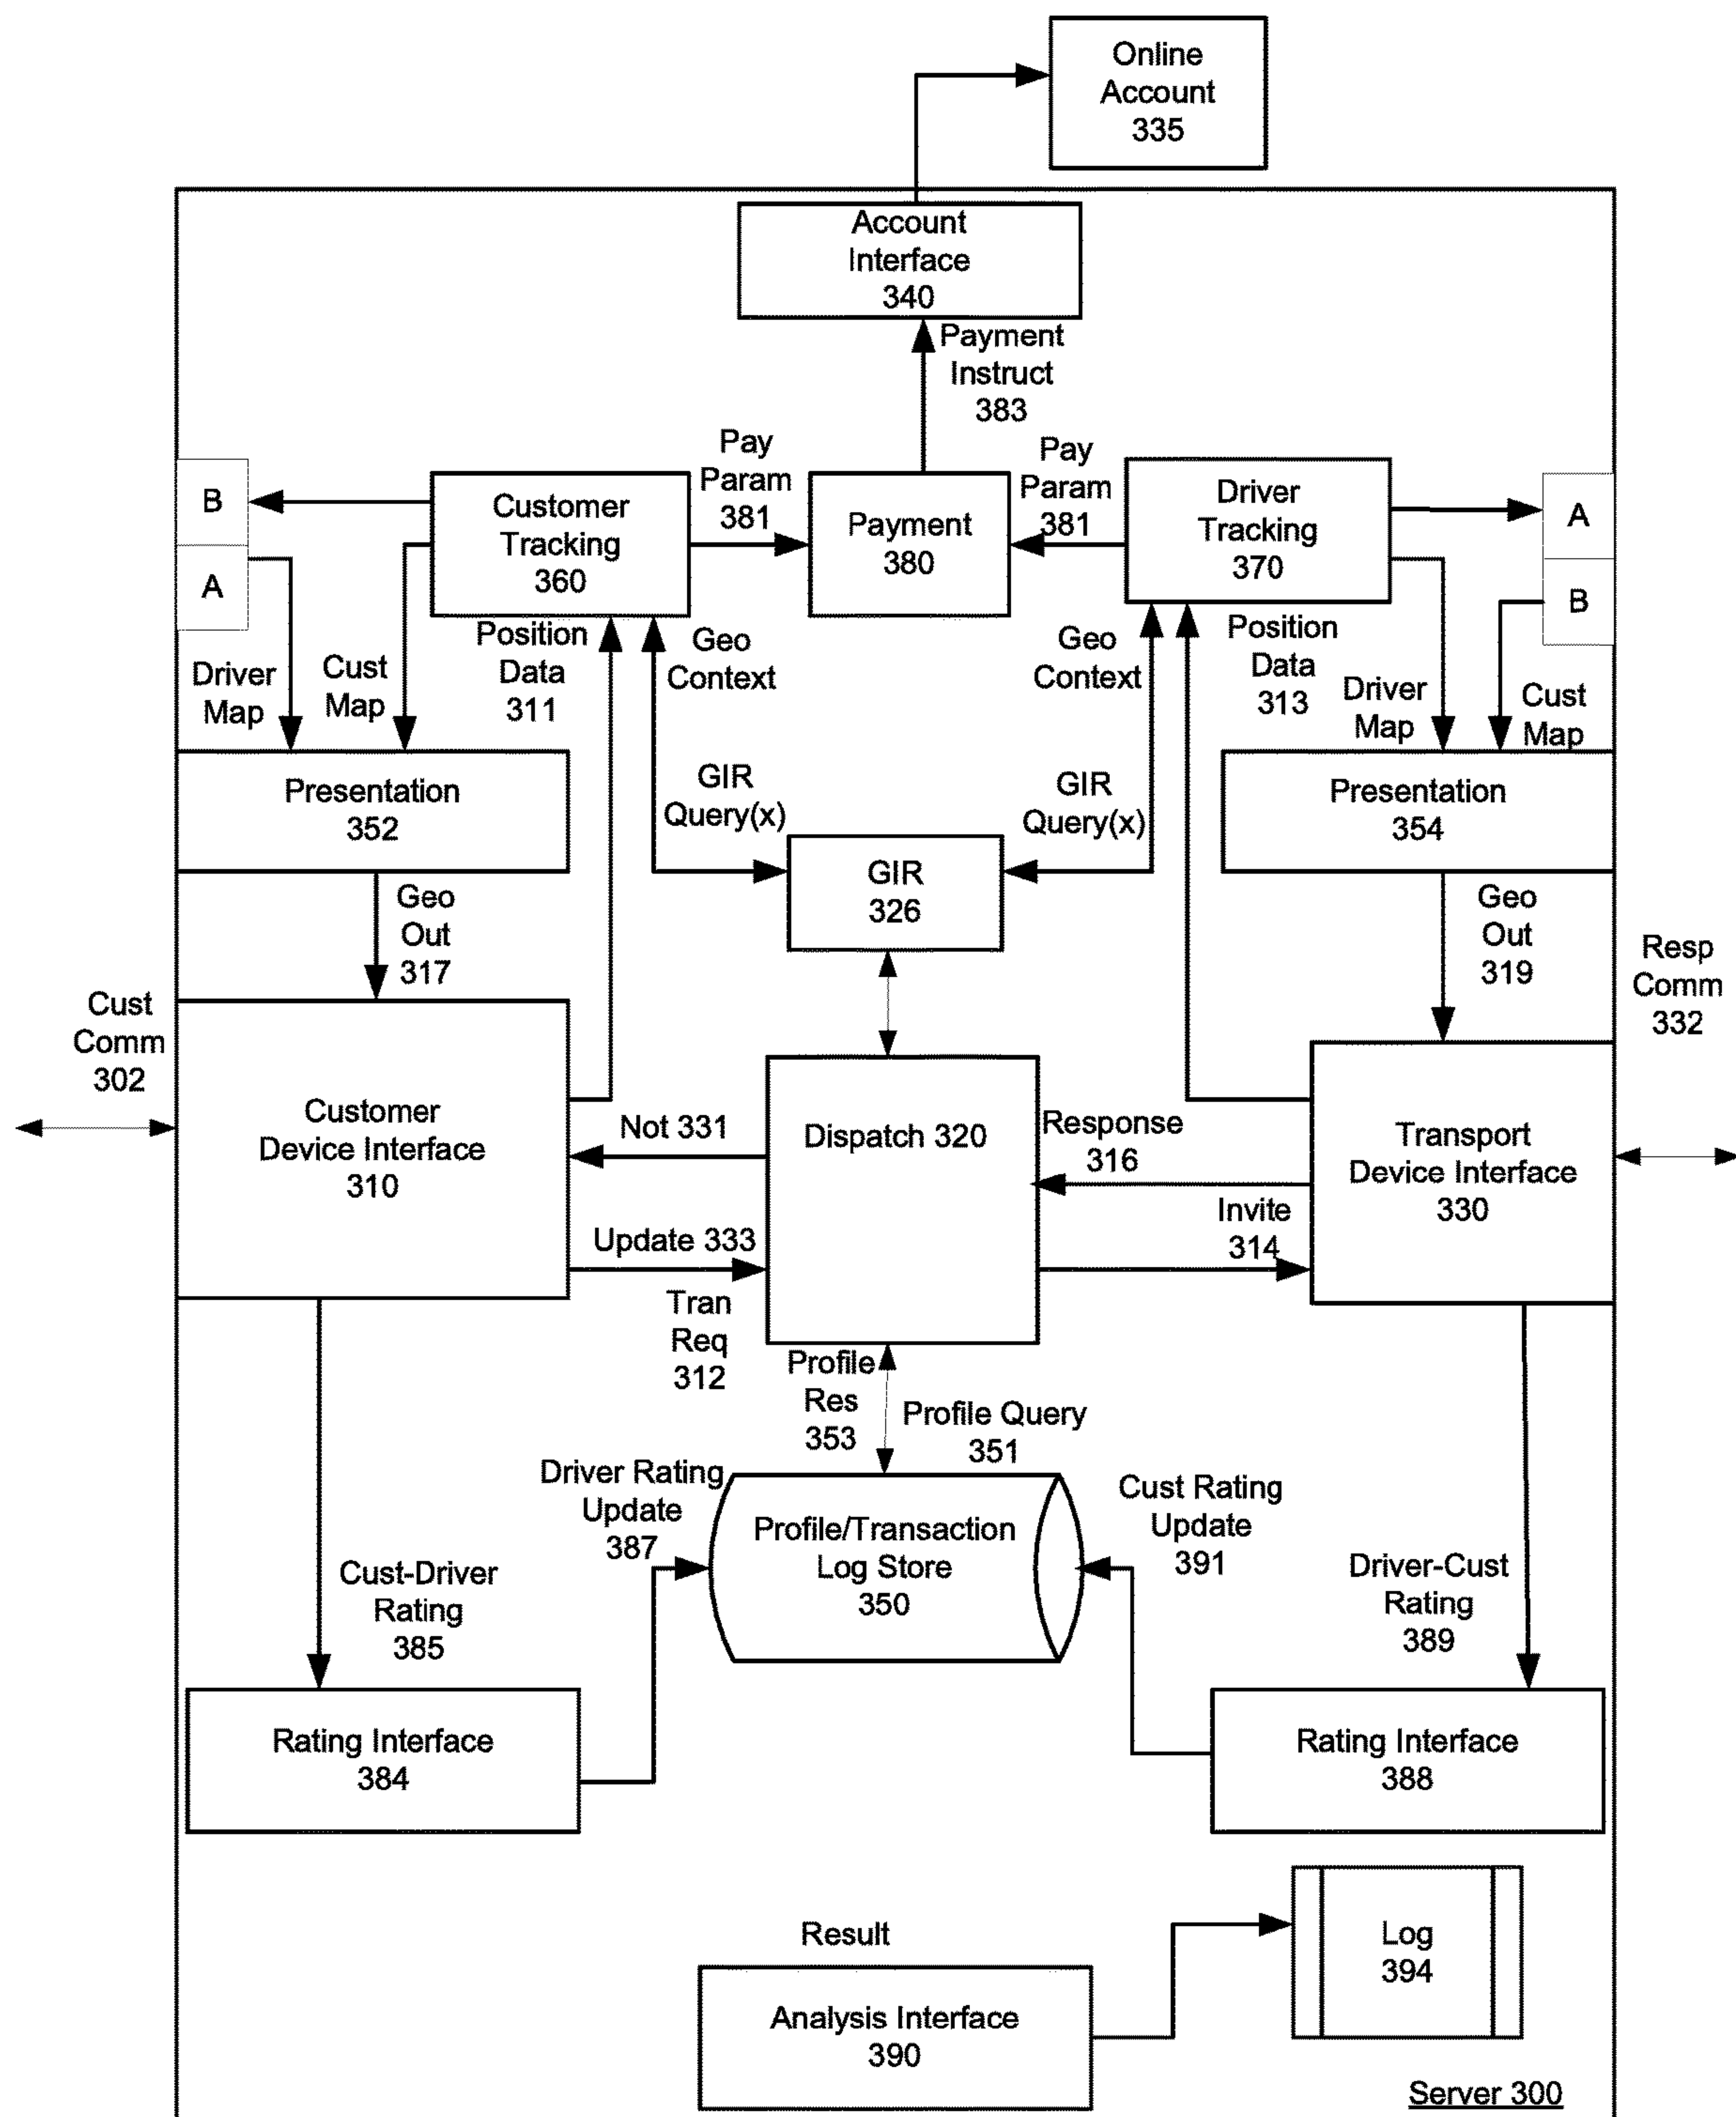 Online
Account
335
Account
Interface
340
Payment
Instruct
383
Pay
Param
381
Pay
Param
381
B
A
Customer
Tracking
360
Payment
380
Driver
Tracking
370
A
B
Driver
Map
Cust
Map
Position
Data
311
Geo
Context
Geo
Context
Position
Data
313
Driver
Map
Cust
Map
Presentation
352
GIR
Query(x)
GIR
Query(x)
Presentation
354
GIR
326
Geo
Out
317
Geo
Out
319
Cust
Comm
302
Resp
Comm
332
Customer
Device Interface
310
Not 331
Dispatch 320
Response
316
Transport
Device Interface
330
Update 333
Invite
314
Tran
Req
312
Profile
Res
353
Profile Query
351
Driver Rating
Update
387
Profile/Transaction
Log Store
350
Cust Rating
Update
391
Cust-Driver
Rating
385
Driver-Cust
Rating
389
Rating Interface
384
Rating Interface
388
Result
Log
394
Analysis Interface
390
Server 300